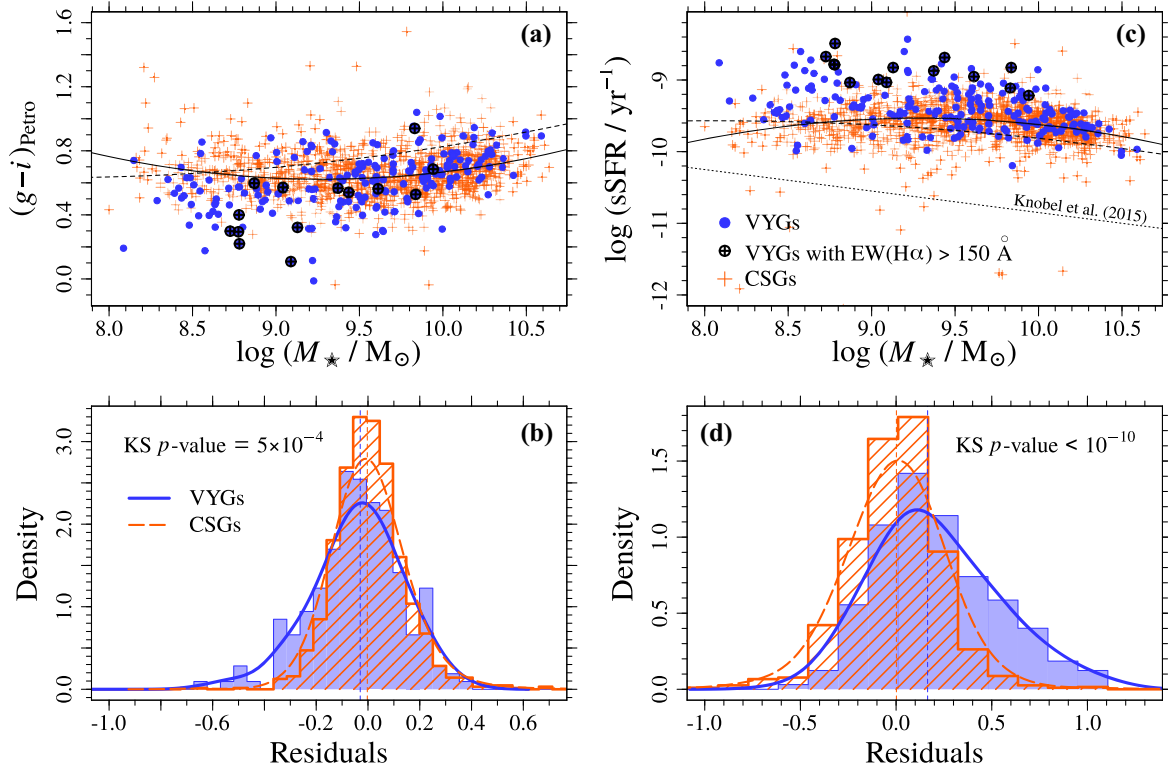 (a)
1.6
1.2
0.8
0.4
0.0
(g−i)Petro
8.0 8.5 9.0 9.5 10.0 10.5
log (M★ / M⊙)
(c)
-9
-10
-11
-12
log (sSFR / yr⁻¹)
Knobel et al. (2015)
VYGs
VYGs with EW(Hα) > 150 Å
CSGs
8.0 8.5 9.0 9.5 10.0 10.5
log (M★ / M⊙)
(b)
KS p-value = 5×10⁻⁴
VYGs
CSGs
3.0
2.0
1.0
0.0
Density
-1.0 -0.6 -0.2 0.0 0.2 0.4 0.6
Residuals
(d)
KS p-value < 10⁻¹⁰
1.5
1.0
0.5
0.0
Density
-1.0 -0.5 0.0 0.5 1.0
Residuals